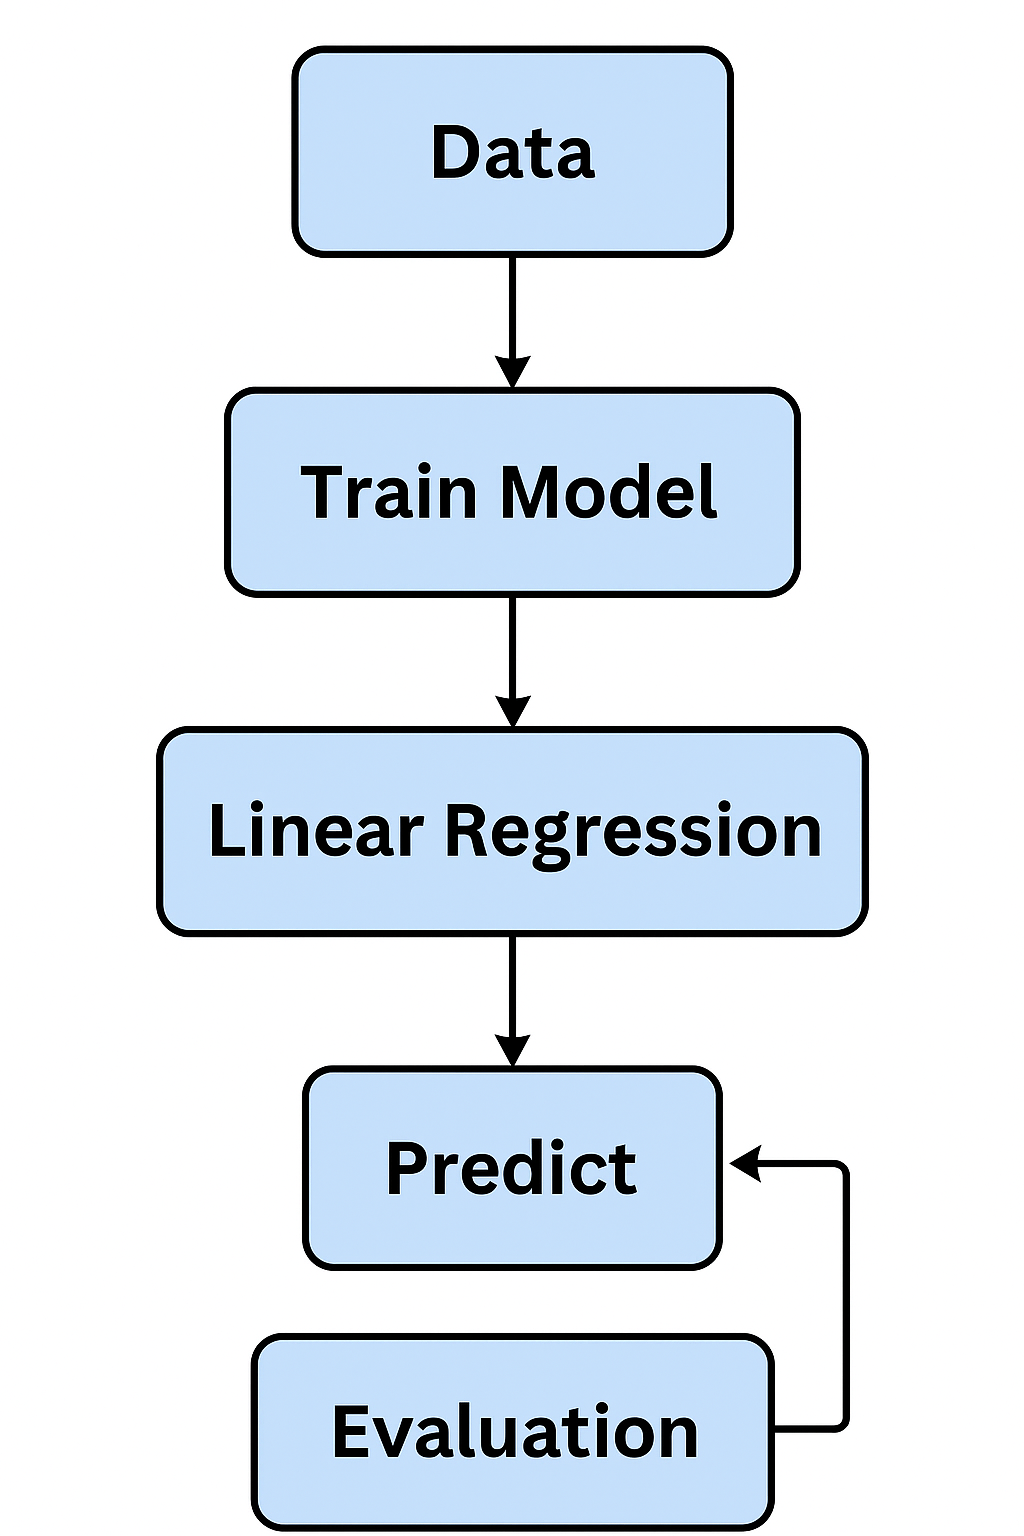 Data
Train Model
Linear Regression
Predict
Evaluation